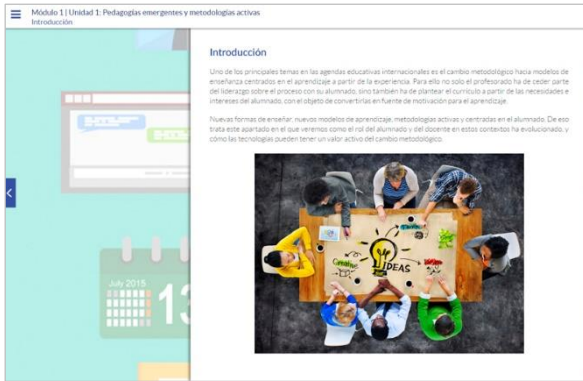 Módulo 1 | Unidad 1: Pedagogías emergentes y metodologías activas
Introducción
Introducción
Uno de los principales temas en las agendas educativas internacionales es el cambio metodológico hacia modelos de
enseñanza centrados en el aprendizaje a partir de la experiencia. Para ello no solo el profesorado ha de ceder parte
del liderazgo sobre el proceso con su alumnado, sino también ha de plantear el currículo a partir de las necesidades e
intereses del alumnado, con el objeto de convertirlas en fuente de motivación para el aprendizaje.
Nuevas formas de enseñar, nuevos modelos de aprendizaje, metodologías activas y centradas en el alumnado. De eso
trata este apartado en el que veremos como el rol del alumnado y del docente en estos contextos ha evolucionado, y
cómo las tecnologías pueden tener un valor activo del cambio metodológico.
July 2015
13
Creative
IDEAS